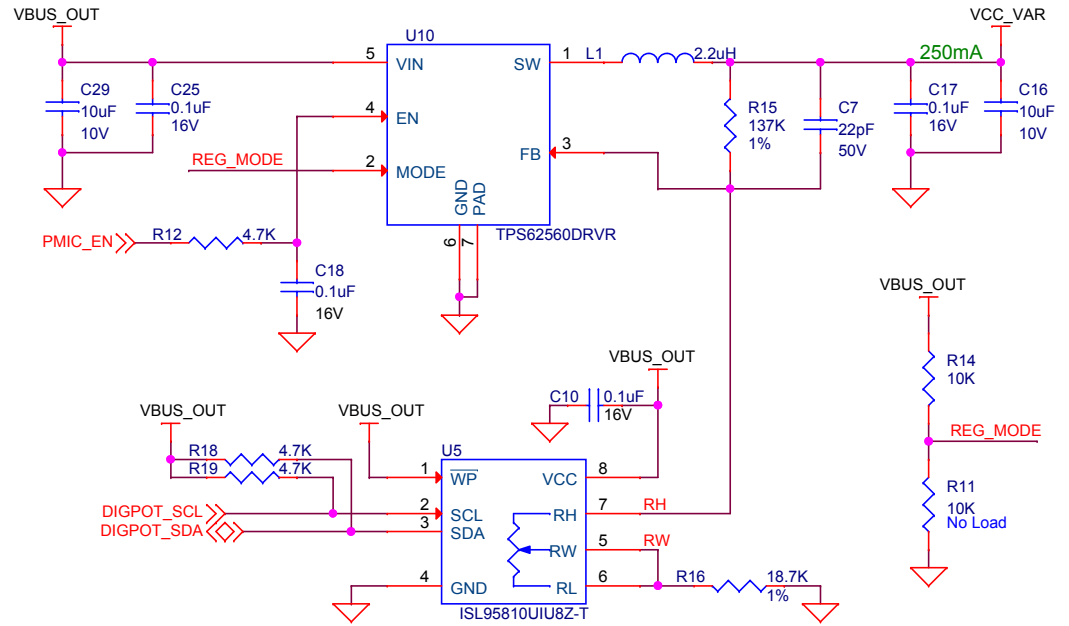 VBUS_OUT
U10
VCC_VAR
5
VIN
SW
1
L1
2.2uH
250mA
C29
10uF
10V
C25
0.1uF
16V
4
EN
R15
137K
1%
C7
22pF
50V
C17
0.1uF
16V
C16
10uF
10V
REG_MODE
2
MODE
FB
3
GND
PAD
6
7
TPS62560DRVR
PMIC_EN
R12
4.7K
C18
0.1uF
16V
VBUS_OUT
R14
10K
REG_MODE
R11
10K
No Load
VBUS_OUT
C10
0.1uF
16V
VBUS_OUT
VBUS_OUT
R18
4.7K
R19
4.7K
U5
1
WP
VCC
8
DIGPOT_SCL
2
SCL
RH
7
RH
DIGPOT_SDA
3
SDA
RW
5
RW
4
GND
RL
6
R16
18.7K
1%
ISL95810UIU8Z-T